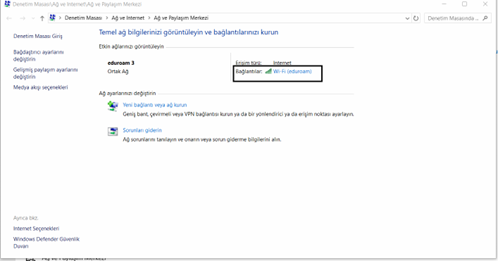 Denetim Masası\Ağ ve Internet\Ağ ve Paylaşım Merkezi
Denetim Masası > Ağ ve Internet > Ağ ve Paylaşım Merkezi
Denetim Masasında...
Denetim Masası Giriş
Bağdaştırıcı ayarlarını
değiştirin
Gelişmiş paylaşım ayarlarını
değiştirin
Medya akışı seçenekleri
Temel ağ bilgilerinizi görüntüleyin ve bağlantılarınızı kurun
Etkin ağlarınızı görüntüleyin
eduroam 3
Ortak Ağ
Erişim türü: Internet
Bağlantılar: Wi-Fi (eduroam)
Ağ ayarlarınızı değiştirin
Yeni bağlantı veya ağ kurun
Geniş bant, çevirmeli veya VPN bağlantısı kurun ya da bir yönlendirici ya da erişim noktası ayarlayın.
Sorunları giderin
Ağ sorunlarını tanılayın ve onarın veya sorun giderme bilgilerini alın.
Ayrıca bkz.
Internet Seçenekleri
Windows Defender Güvenlik
Duvarı
Ağ ve Paylaşım Merkezi